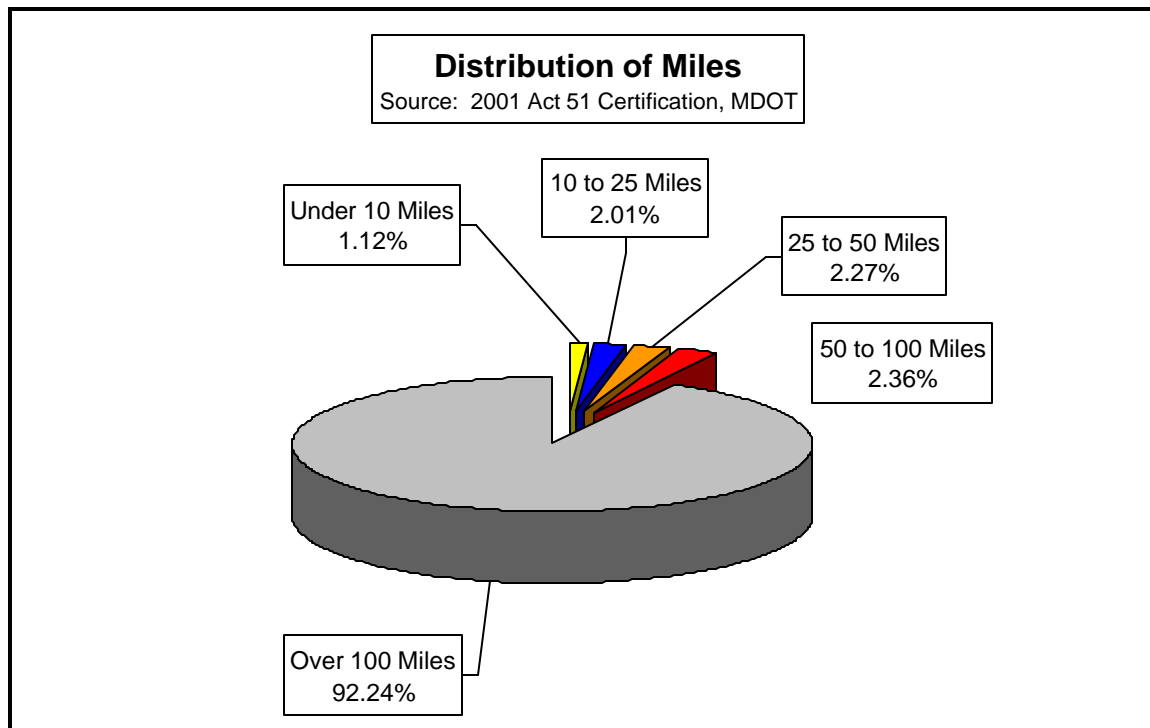 Distribution of Miles
Source: 2001 Act 51 Certification, MDOT
10 to 25 Miles
2.01%
Under 10 Miles
1.12%
25 to 50 Miles
2.27%
50 to 100 Miles
2.36%
Over 100 Miles
92.24%